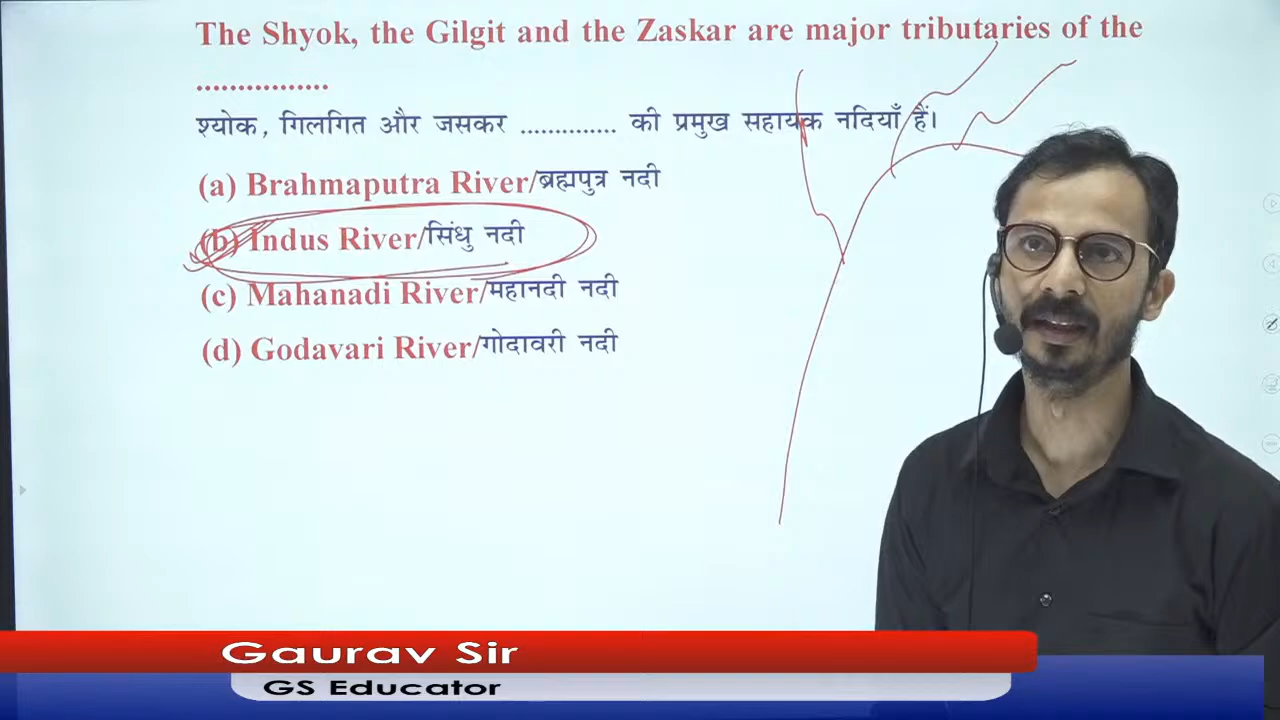 The Shyok, the Gilgit and the Zaskar are major tributaries of the
................
श्योक, गिलगित और जसकर .............. की प्रमुख सहायक नदियाँ हैं।
(a) Brahmaputra River/ब्रह्मपुत्र नदी
(b) Indus River/सिंधु नदी
(c) Mahanadi River/महानदी नदी
(d) Godavari River/गोदावरी नदी
Gaurav Sir
GS Educator